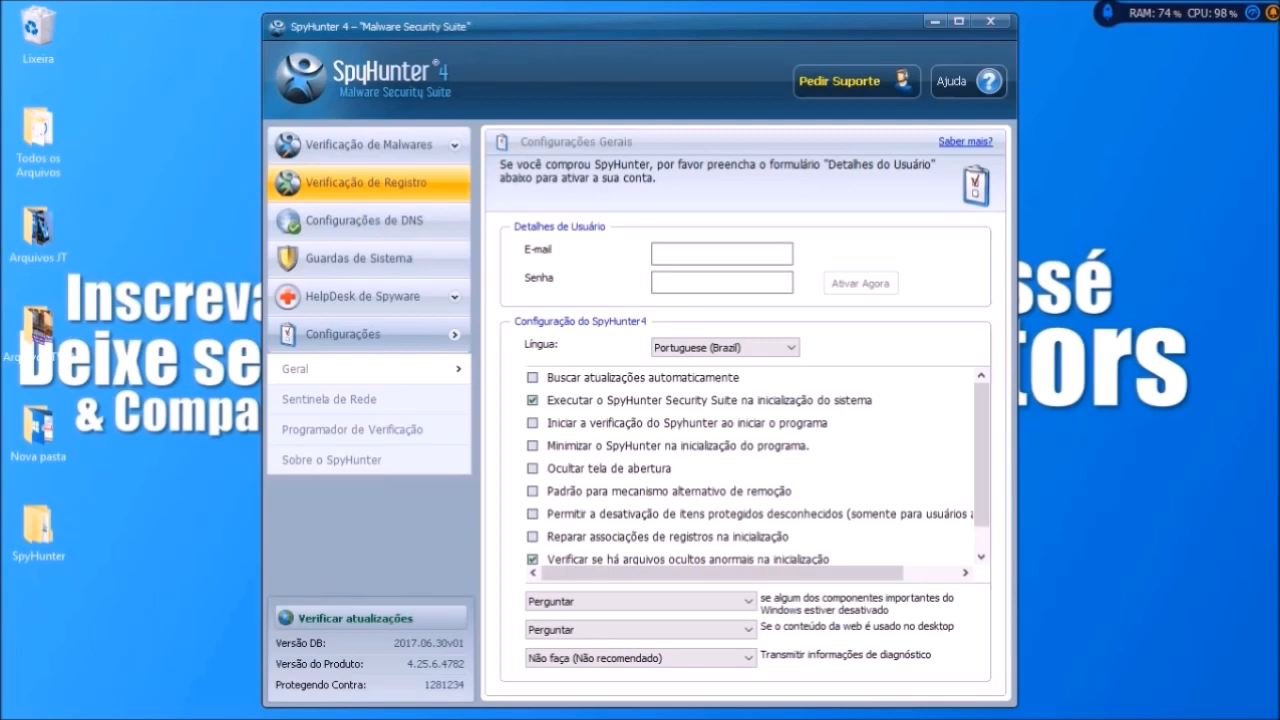 RAM: 74 % CPU: 98 %
Lixeira
Todos os
Arquivos
Arquivos JT
Nova pasta
SpyHunter
Inscreva
Deixe se
& Compa
ssé
tors
SpyHunter 4 – "Malware Security Suite"
SpyHunter® 4
Malware Security Suite
Pedir Suporte
Ajuda
Verificação de Malwares
Verificação de Registro
Configurações de DNS
Guardas de Sistema
HelpDesk de Spyware
Configurações
Geral
Sentinela de Rede
Programador de Verificação
Sobre o SpyHunter
Verificar atualizações
Versão DB: 2017.06.30v01
Versão do Produto: 4.25.6.4782
Protegendo Contra: 1281234
Configurações Gerais
Saber mais?
Se você comprou SpyHunter, por favor preencha o formulário "Detalhes do Usuário"
abaixo para ativar a sua conta.
Detalhes de Usuário
E-mail
Senha
Ativar Agora
Configuração do SpyHunter4
Língua: Portuguese (Brazil)
Buscar atualizações automaticamente
Executar o SpyHunter Security Suite na inicialização do sistema
Iniciar a verificação do Spyhunter ao iniciar o programa
Minimizar o SpyHunter na inicialização do programa.
Ocultar tela de abertura
Padrão para mecanismo alternativo de remoção
Permitir a desativação de itens protegidos desconhecidos (somente para usuários a
Reparar associações de registros na inicialização
Verificar se há arquivos ocultos anormais na inicialização
Perguntar
se algum dos componentes importantes do
Windows estiver desativado
Perguntar
Se o conteúdo da web é usado no desktop
Não faça (Não recomendado)
Transmitir informações de diagnóstico